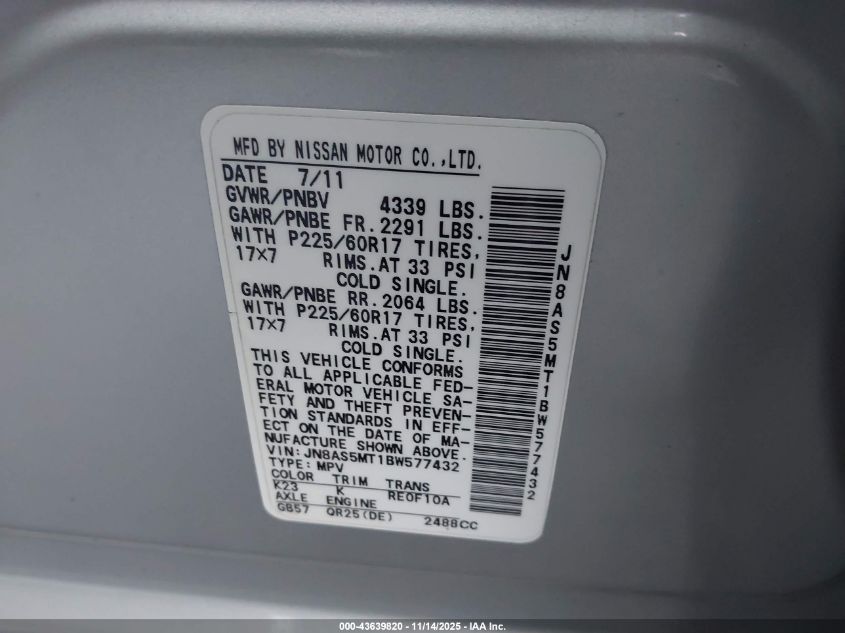 MFD BY NISSAN MOTOR CO.,LTD.
DATE 7/11
GVWR/PNBV 4339 LBS.
GAWR/PNBE FR. 2291 LBS.
WITH P225/60R17 TIRES,
17×7 RIMS.AT 33 PSI
COLD SINGLE.
GAWR/PNBE RR. 2064 LBS.
WITH P225/60R17 TIRES,
17×7 RIMS.AT 33 PSI
COLD SINGLE.
THIS VEHICLE CONFORMS
TO ALL APPLICABLE FED-
ERAL MOTOR VEHICLE SA-
FETY AND THEFT PREVEN-
TION STANDARDS IN EFF-
ECT ON THE DATE OF MA-
NUFACTURE SHOWN ABOVE.
VIN: JN8AS5MT1BW577432
TYPE: MPV
COLOR TRIM TRANS
K23 K RE0F10A
AXLE ENGINE
GB57 QR25(DE) 2488CC
JN8AS5MT1BW577432
000-43639820 - 11/14/2025 - IAA Inc.